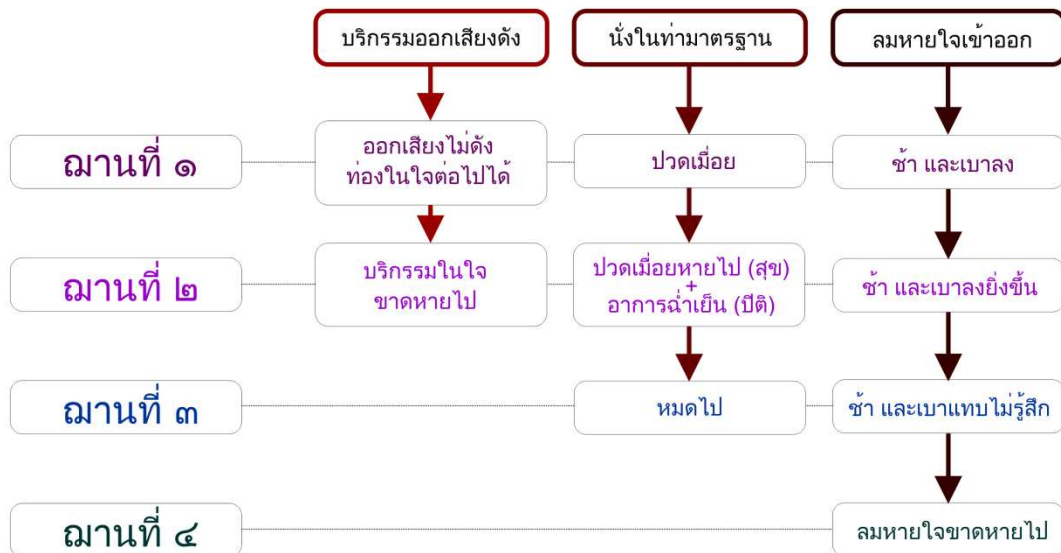 บริกรรมออกเสียงดัง
นั่งในท่ามาตรฐาน
ลมหายใจเข้าออก
ฌานที่ ๑
ออกเสียงไม่ดัง
ท่องในใจต่อไปได้
ปวดเมื่อย
ช้า และเบาลง
ฌานที่ ๒
บริกรรมในใจ
ขาดหายไป
ปวดเมื่อยหายไป (สุข)
+
อาการฉ่ำเย็น (ปีติ)
ช้า และเบาลงยิ่งขึ้น
ฌานที่ ๓
หมดไป
ช้า และเบาแทบไม่รู้สึก
ฌานที่ ๔
ลมหายใจขาดหายไป